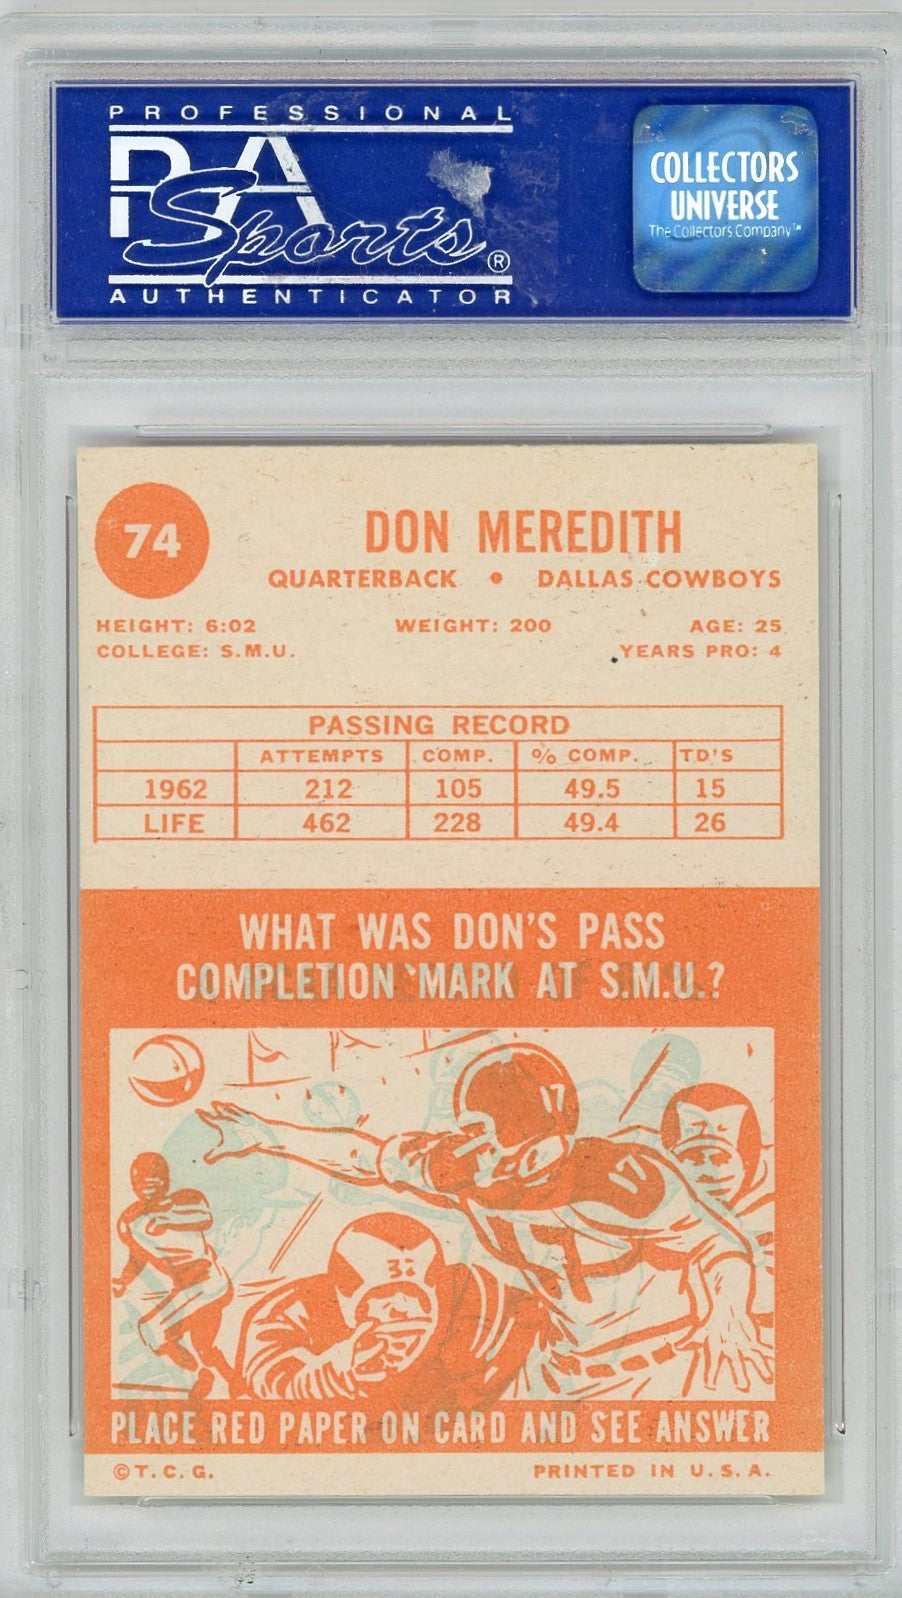 PROFESSIONAL
PSA
Sports®
AUTHENTICATOR
COLLECTORS
UNIVERSE
The Collectors Company™
74
DON MEREDITH
QUARTERBACK • DALLAS COWBOYS
HEIGHT: 6:02 WEIGHT: 200 AGE: 25
COLLEGE: S.M.U. YEARS PRO: 4
PASSING RECORD
ATTEMPTS COMP. % COMP. TD'S
1962 212 105 49.5 15
LIFE 462 228 49.4 26
WHAT WAS DON'S PASS
COMPLETION MARK AT S.M.U.?
17
17
PLACE RED PAPER ON CARD AND SEE ANSWER
© T. C. G. PRINTED IN U. S. A.